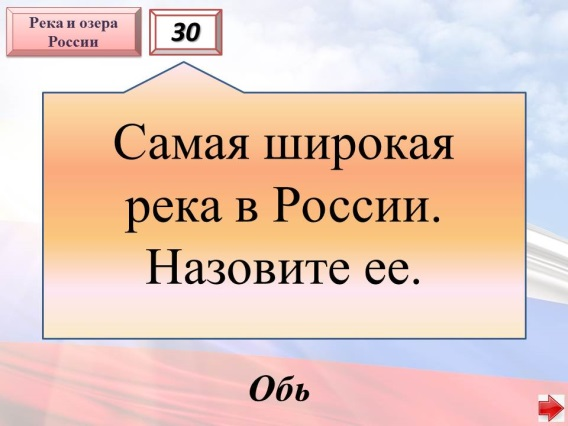 Река и озера
России
30
Самая широкая
река в России.
Назовите ее.
Обь